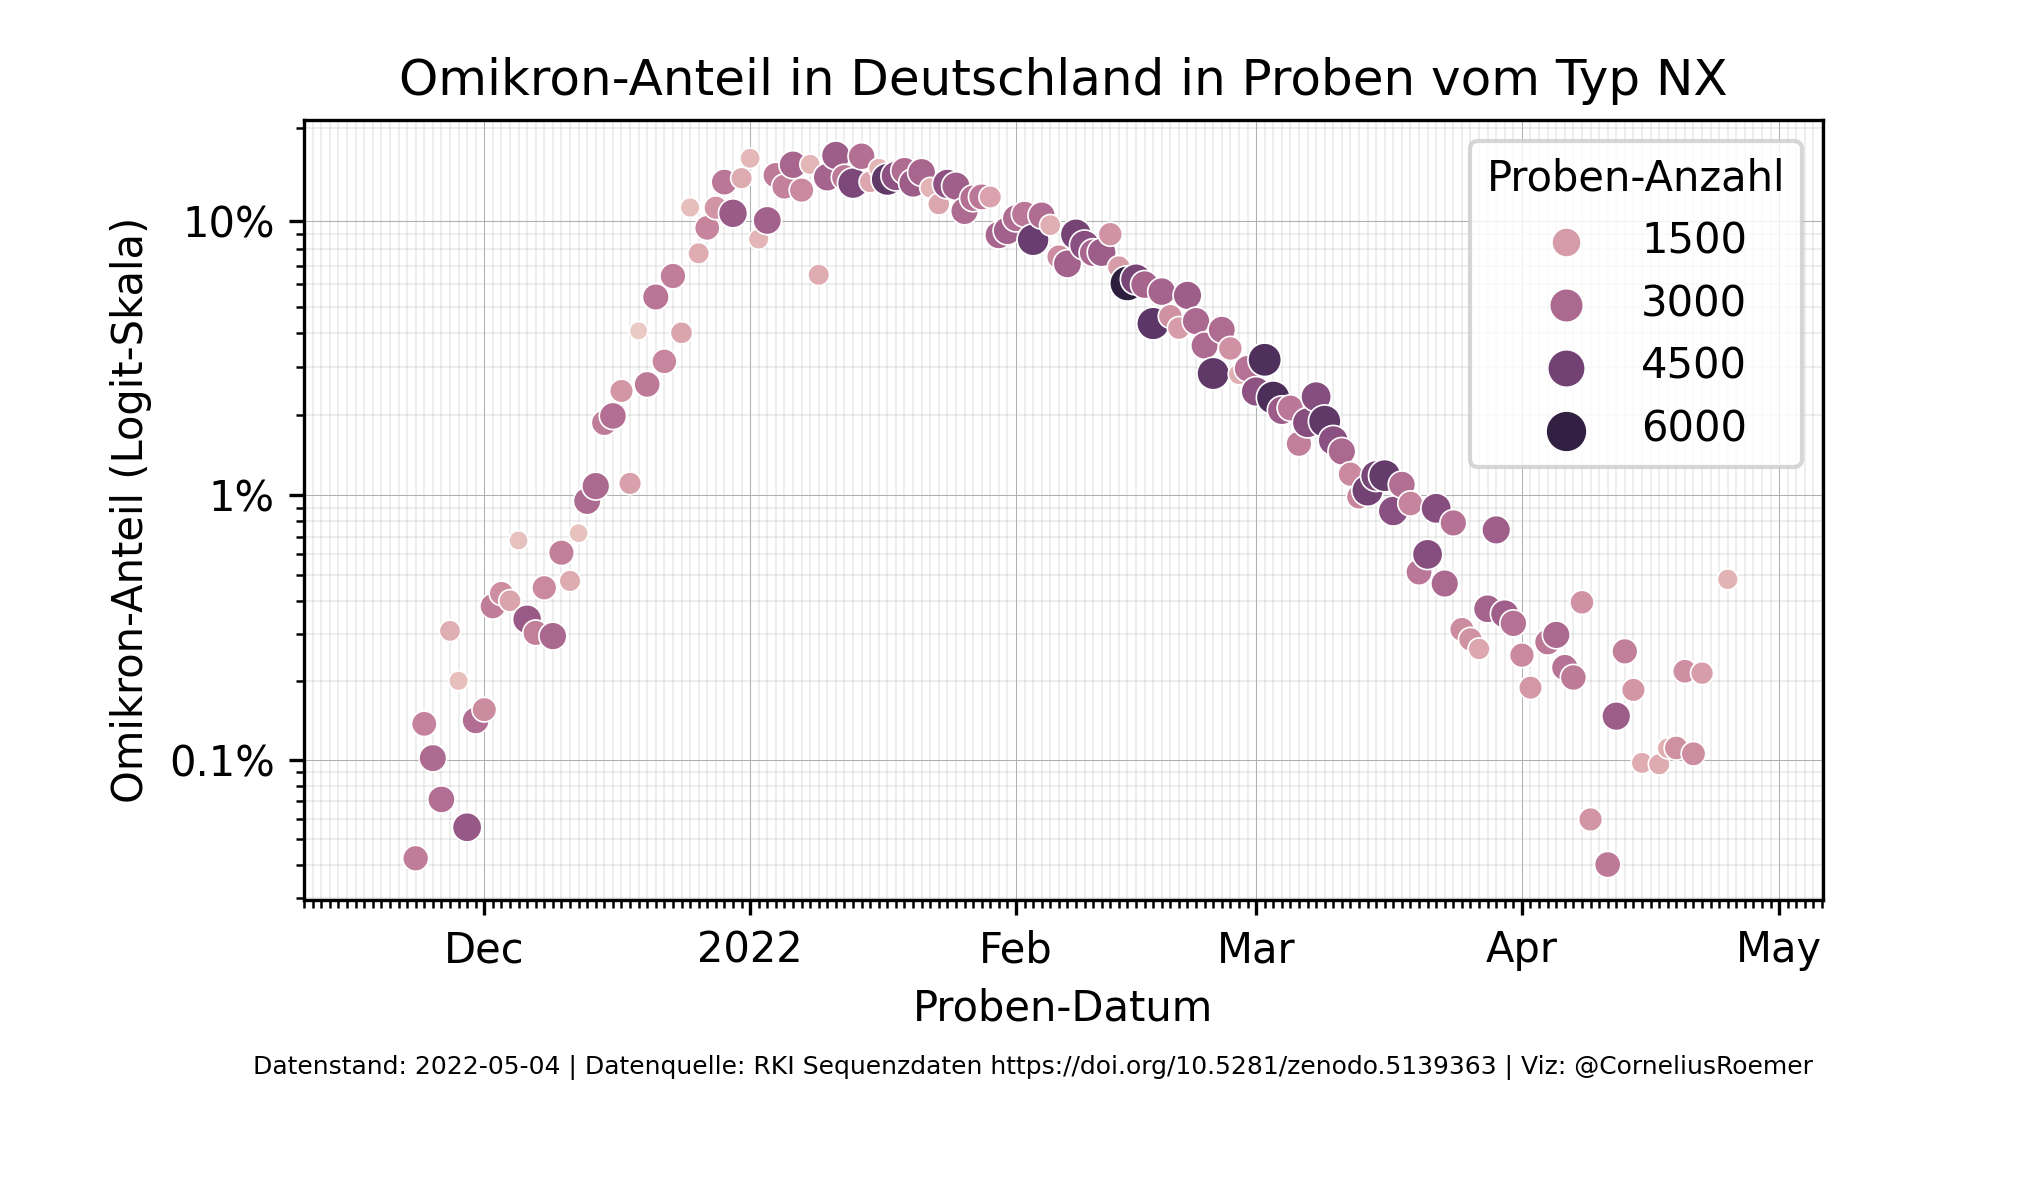 Omikron-Anteil in Deutschland in Proben vom Typ NX
Omikron-Anteil (Logit-Skala)
10%
1%
0.1%
Proben-Anzahl
1500
3000
4500
6000
Dec 2022 Feb Mar Apr May
Proben-Datum
Datenstand: 2022-05-04 | Datenquelle: RKI Sequenzdaten https://doi.org/10.5281/zenodo.5139363 | Viz: @CorneliusRoemer